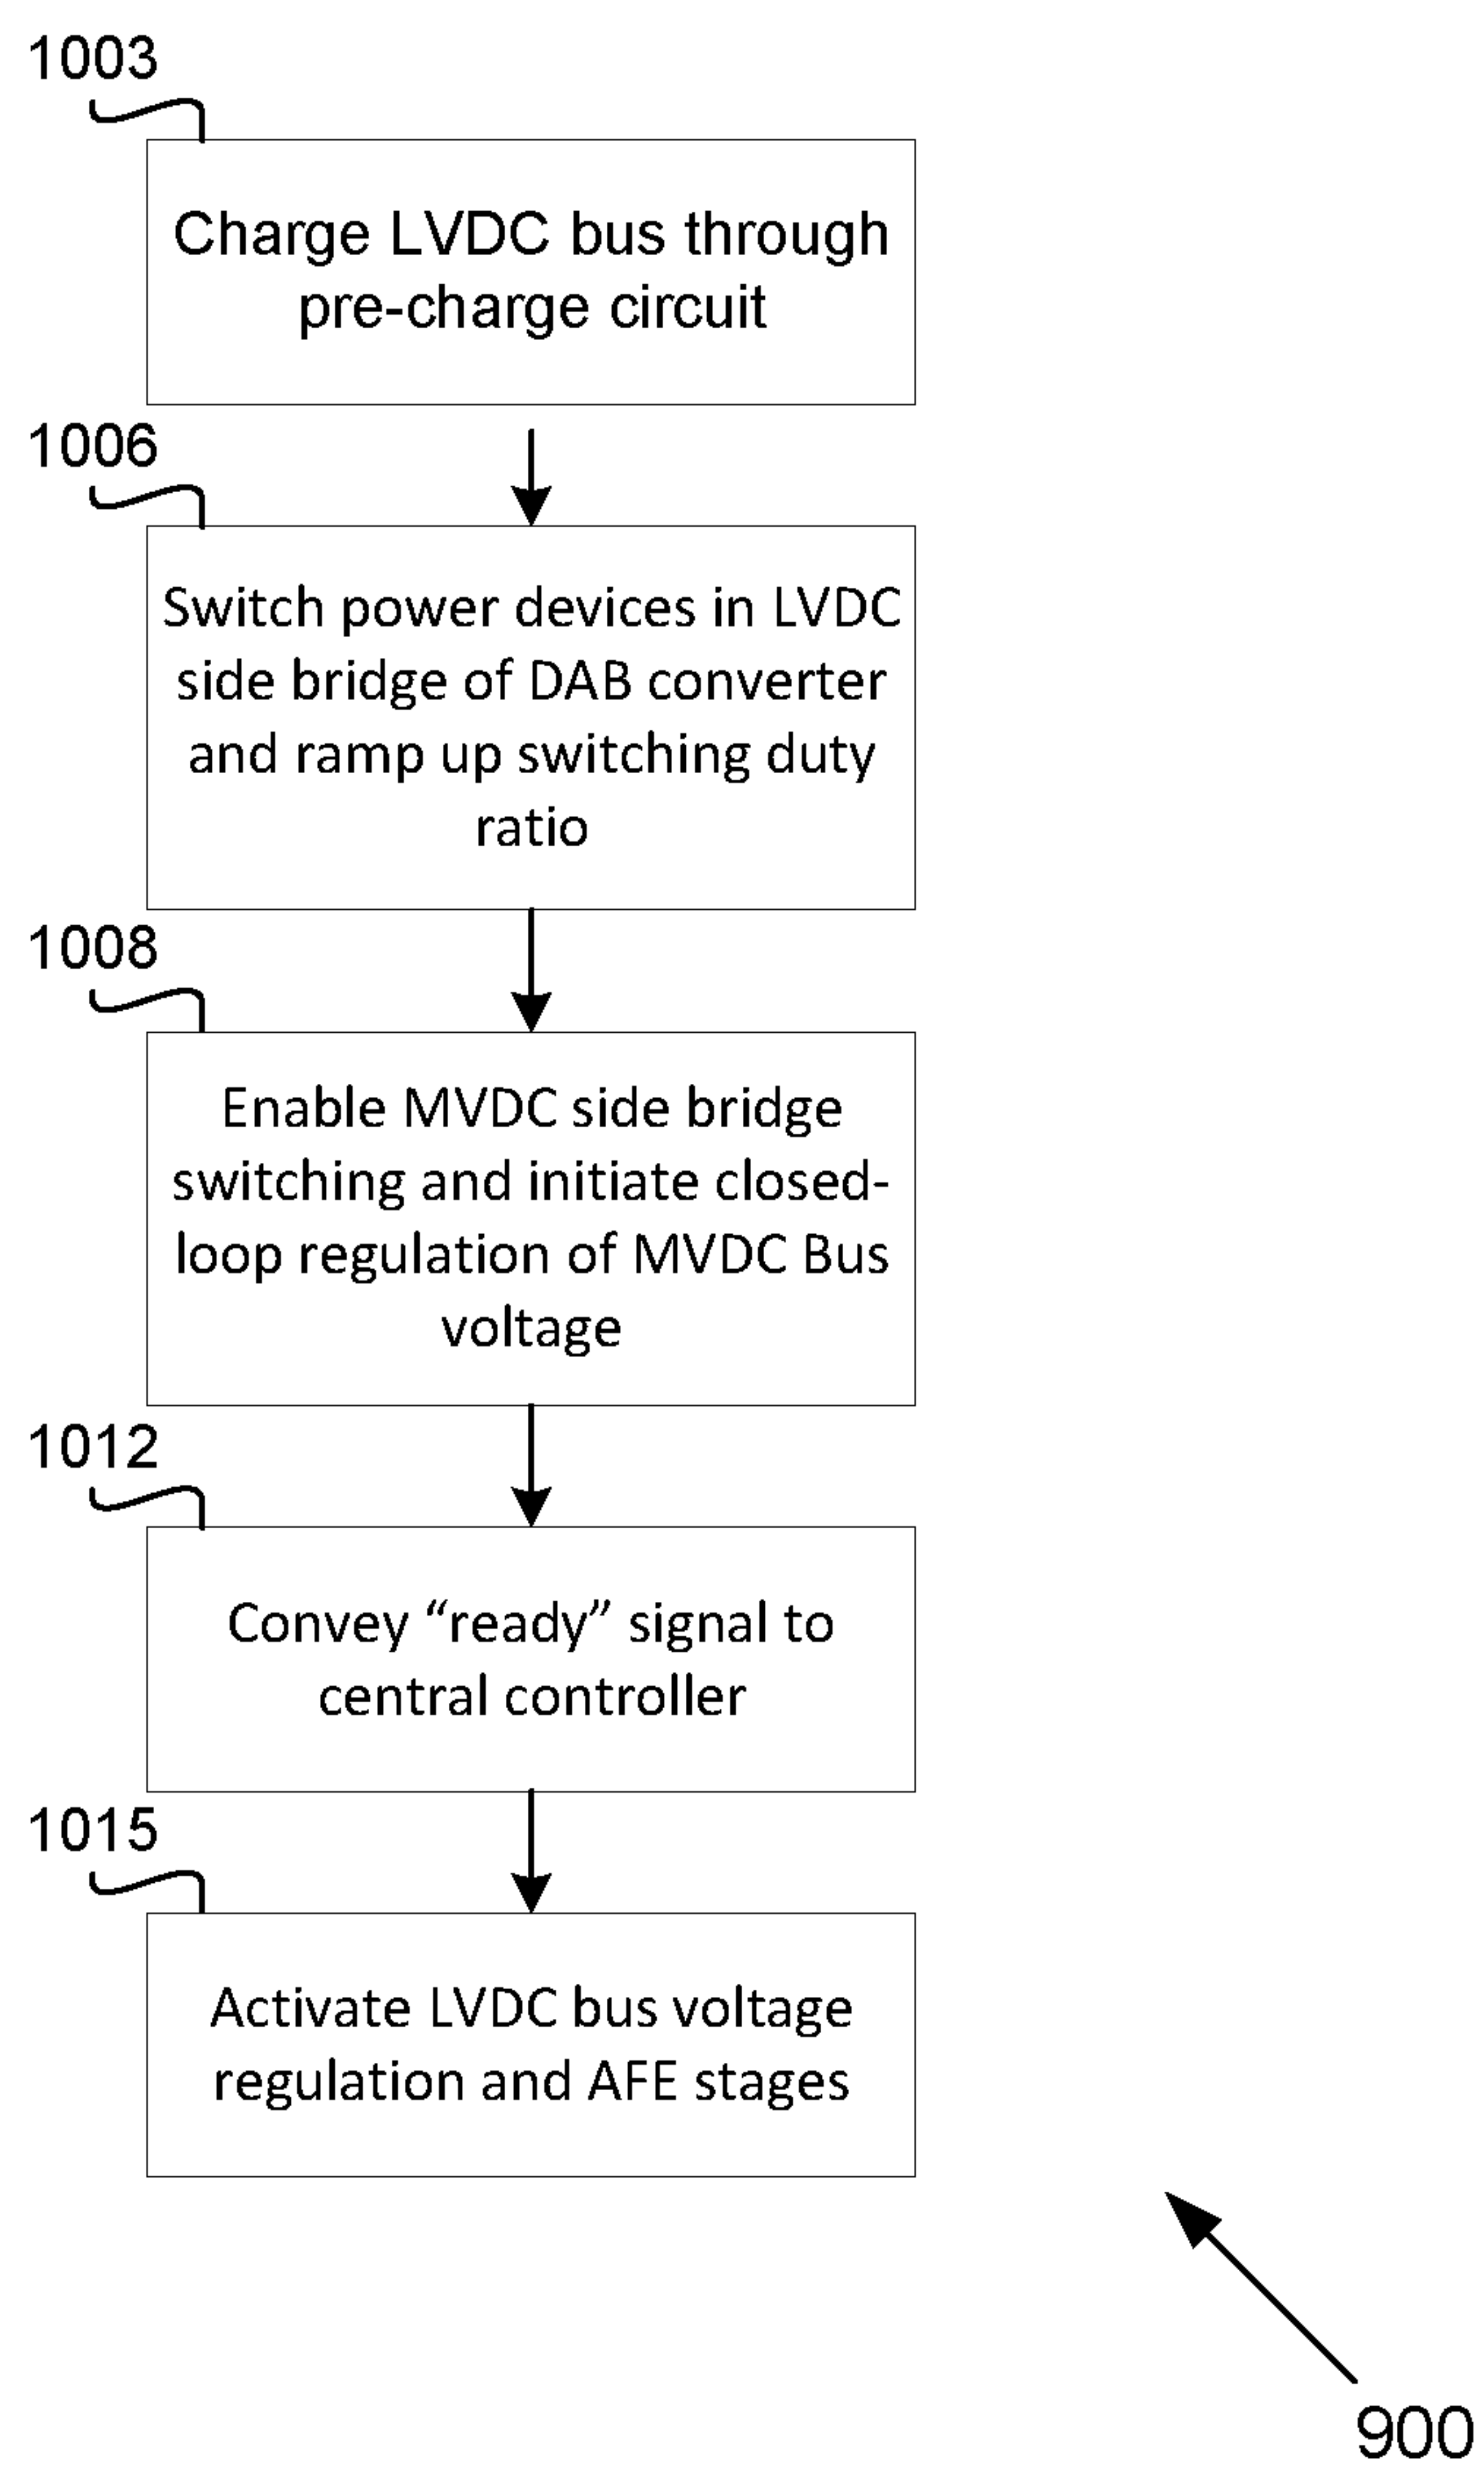 1003
Charge LVDC bus through
pre-charge circuit
1006
Switch power devices in LVDC
side bridge of DAB converter
and ramp up switching duty
ratio
1008
Enable MVDC side bridge
switching and initiate closed-
loop regulation of MVDC Bus
voltage
1012
Convey “ready” signal to
central controller
1015
Activate LVDC bus voltage
regulation and AFE stages
900